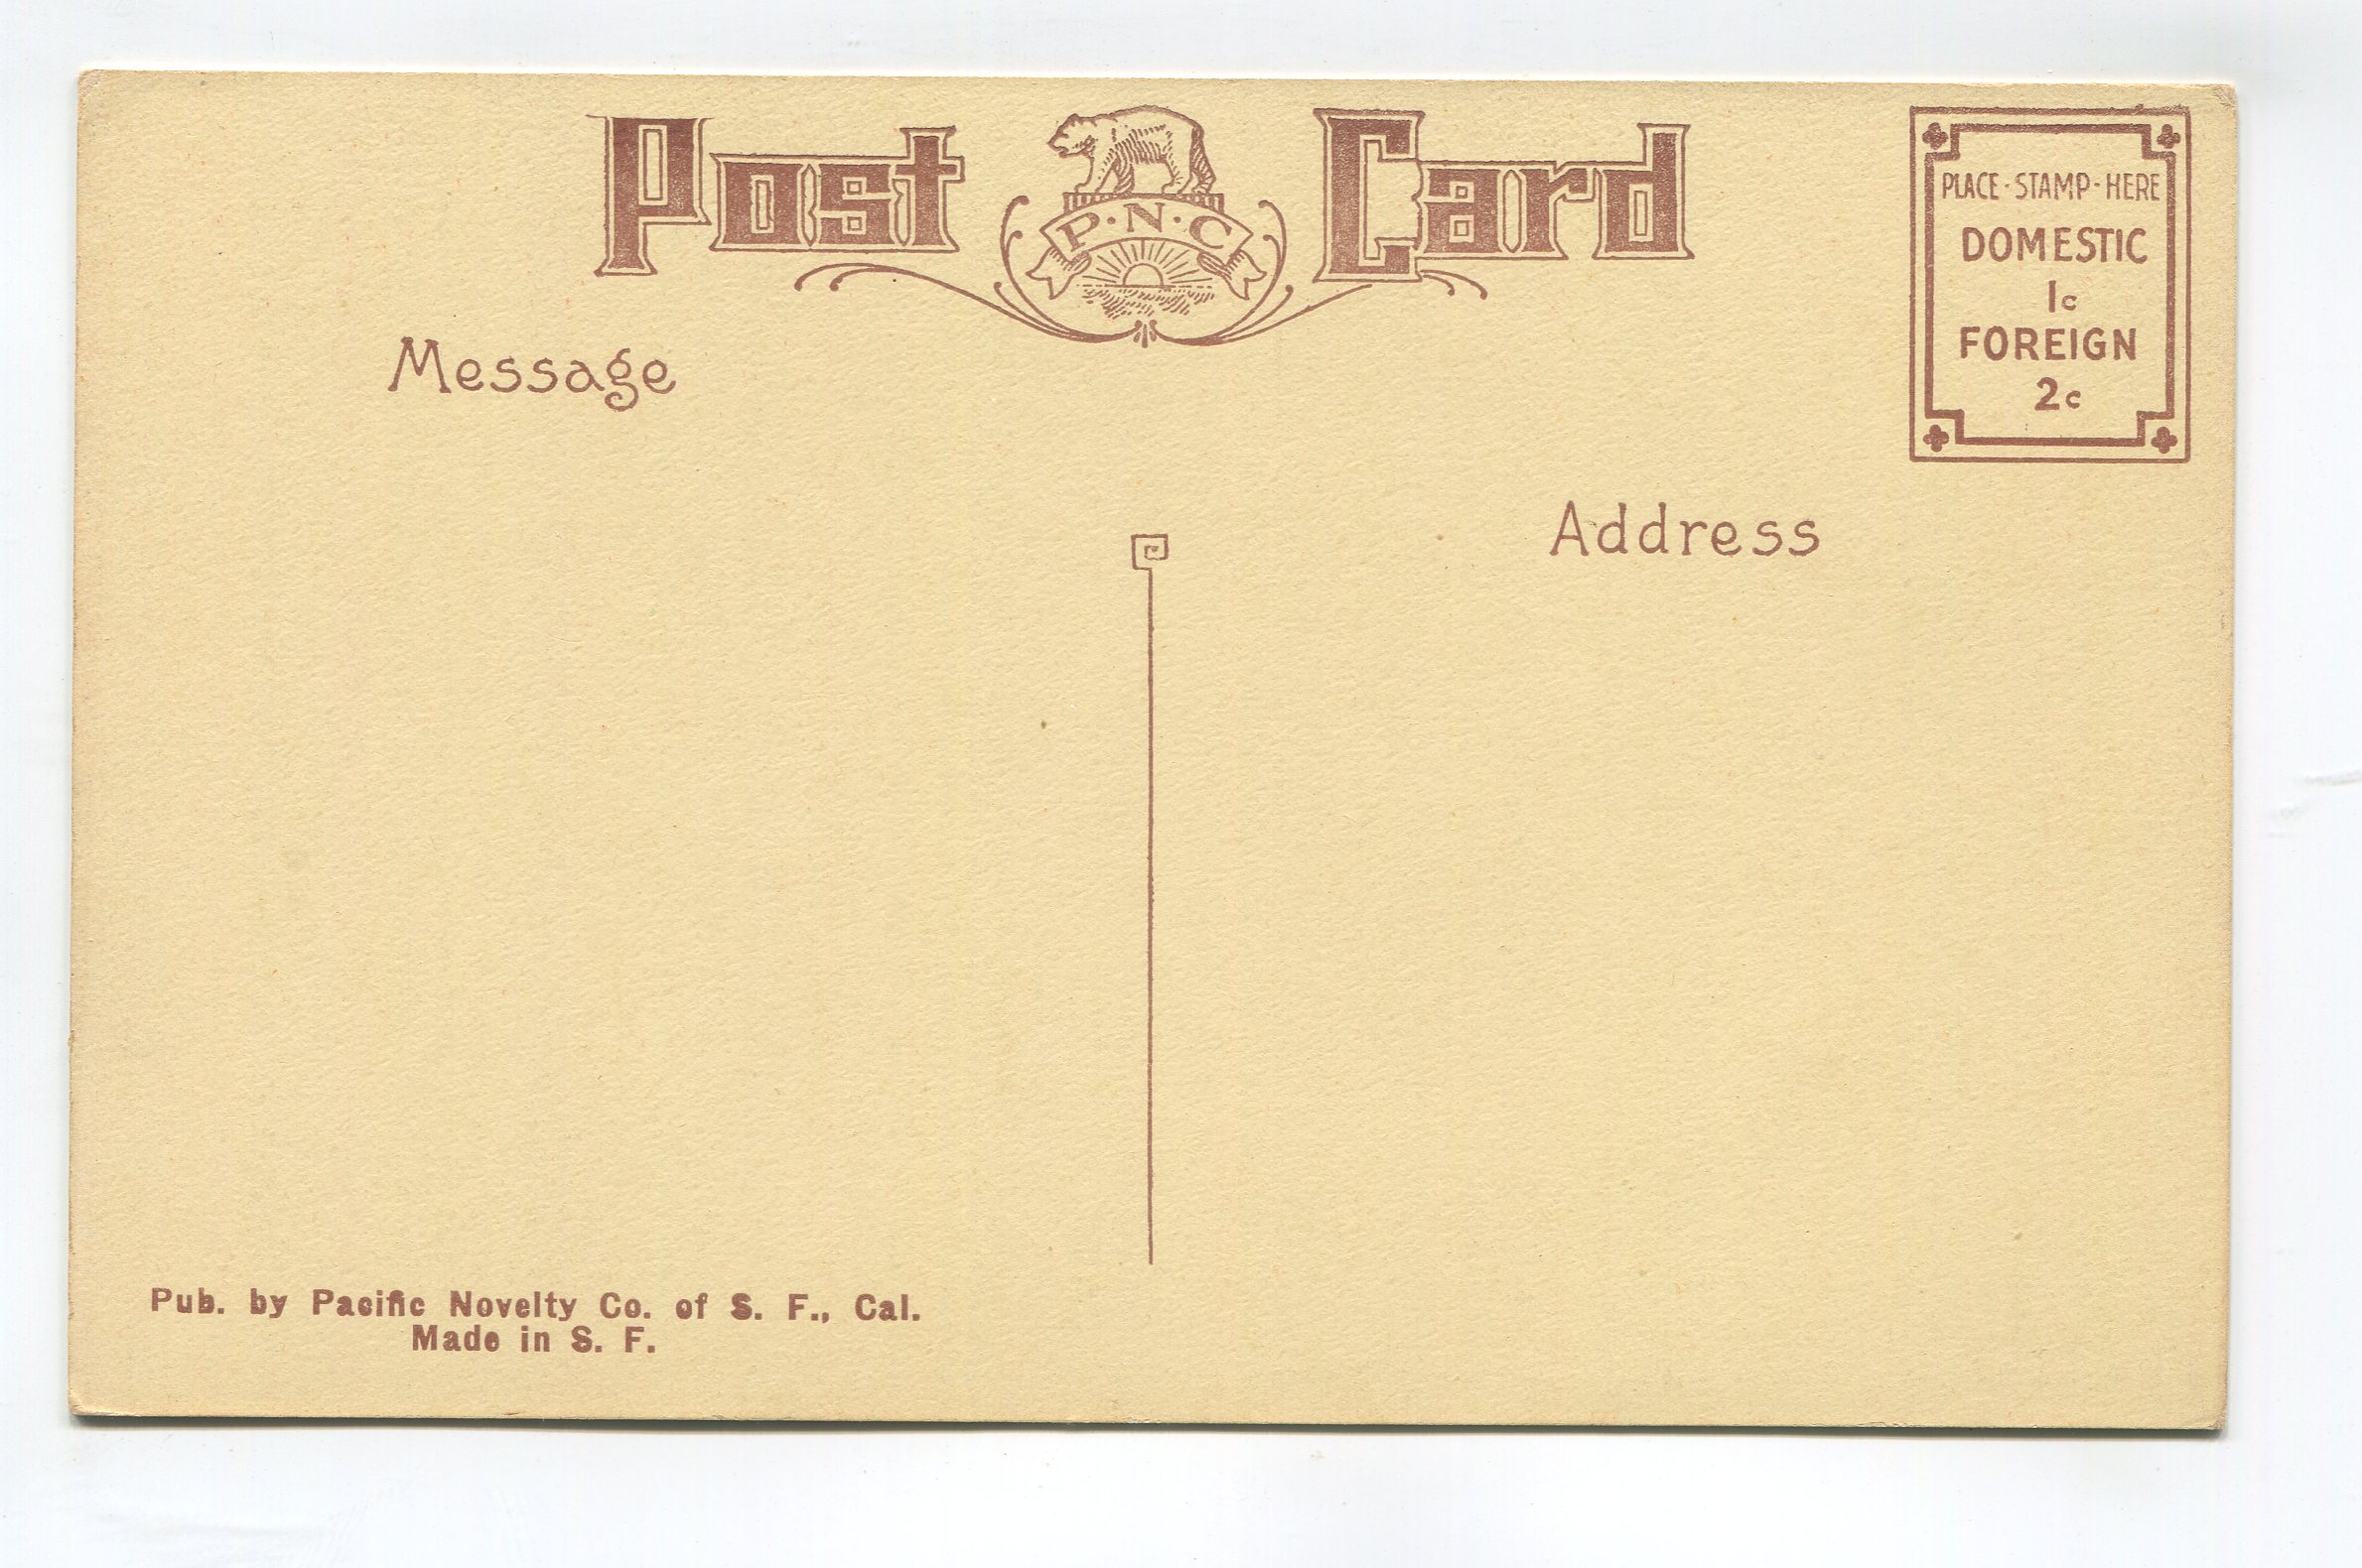 Post Card
P·N·C
PLACE·STAMP·HERE
DOMESTIC
1c
FOREIGN
2c
Message
Address
Pub. by Pacific Novelty Co. of S. F., Cal.
Made in S. F.